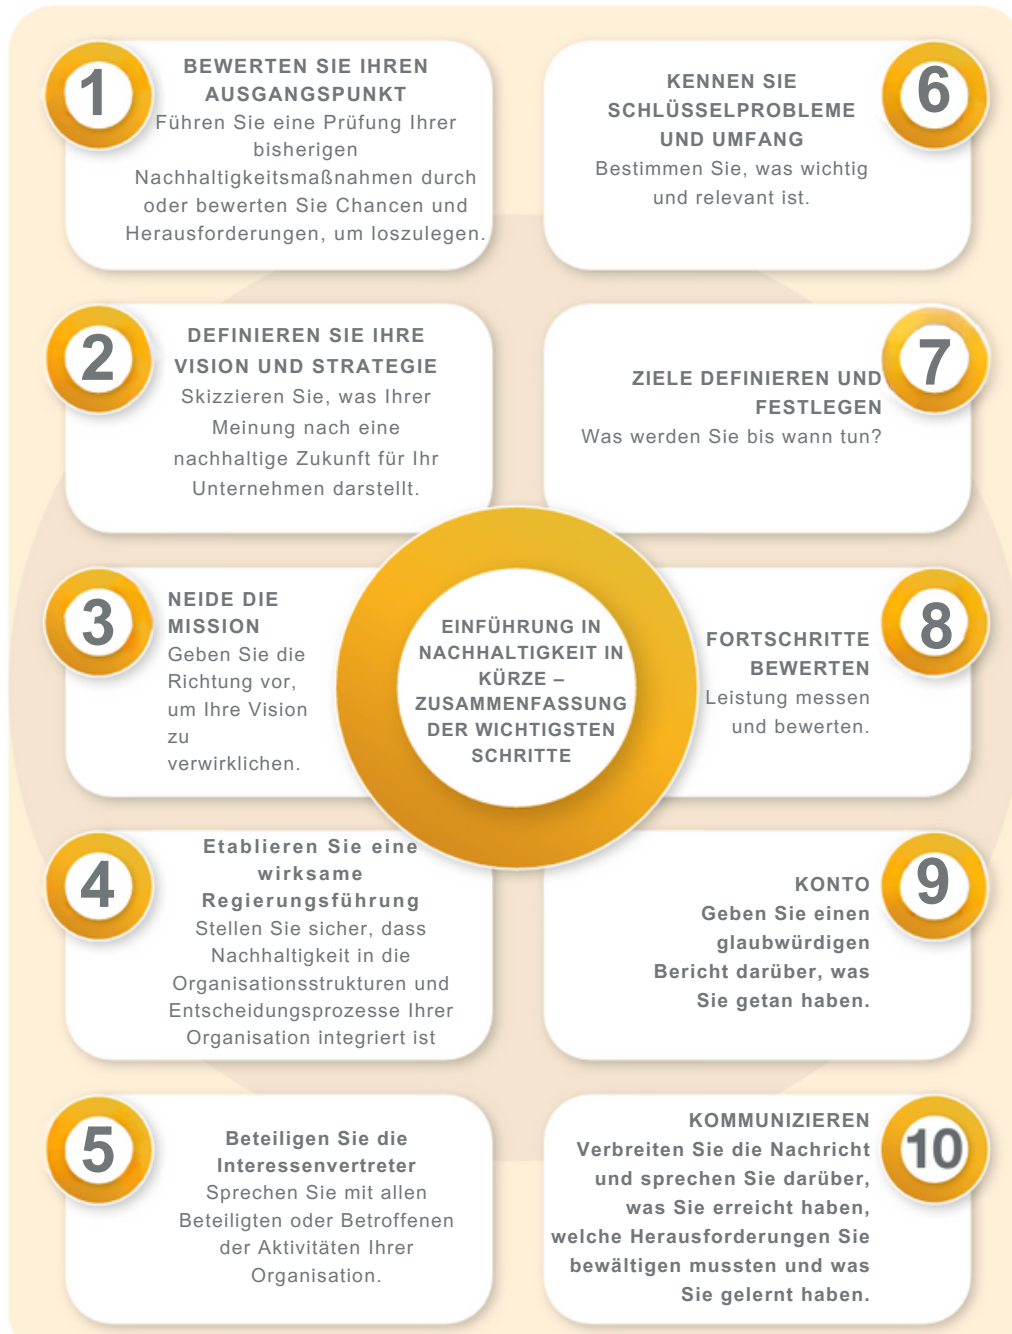 1
BEWERTEN SIE IHREN
AUSGANGSPUNKT
Führen Sie eine Prüfung Ihrer
bisherigen
Nachhaltigkeitsmaßnahmen durch
oder bewerten Sie Chancen und
Herausforderungen, um loszulegen.
2
DEFINIEREN SIE IHRE
VISION UND STRATEGIE
Skizzieren Sie, was Ihrer
Meinung nach eine
nachhaltige Zukunft für Ihr
Unternehmen darstellt.
3
NEIDE DIE
MISSION
Geben Sie die
Richtung vor,
um Ihre Vision
zu
verwirklichen.
4
Etablieren Sie eine
wirksame
Regierungsführung
Stellen Sie sicher, dass
Nachhaltigkeit in die
Organisationsstrukturen und
Entscheidungsprozesse Ihrer
Organisation integriert ist
5
Beteiligen Sie die
Interessenvertreter
Sprechen Sie mit allen
Beteiligten oder Betroffenen
der Aktivitäten Ihrer
Organisation.
EINFÜHRUNG IN
NACHHALTIGKEIT IN
KÜRZE –
ZUSAMMENFASSUNG
DER WICHTIGSTEN
SCHRITTE
6
KENNEN SIE
SCHLÜSSELPROBLEME
UND UMFANG
Bestimmen Sie, was wichtig
und relevant ist.
7
ZIELE DEFINIEREN UND
FESTLEGEN
Was werden Sie bis wann tun?
8
FORTSCHRITTE
BEWERTEN
Leistung messen
und bewerten.
9
KONTO
Geben Sie einen
glaubwürdigen
Bericht darüber, was
Sie getan haben.
10
KOMMUNIZIEREN
Verbreiten Sie die Nachricht
und sprechen Sie darüber,
was Sie erreicht haben,
welche Herausforderungen Sie
bewältigen mussten und was
Sie gelernt haben.